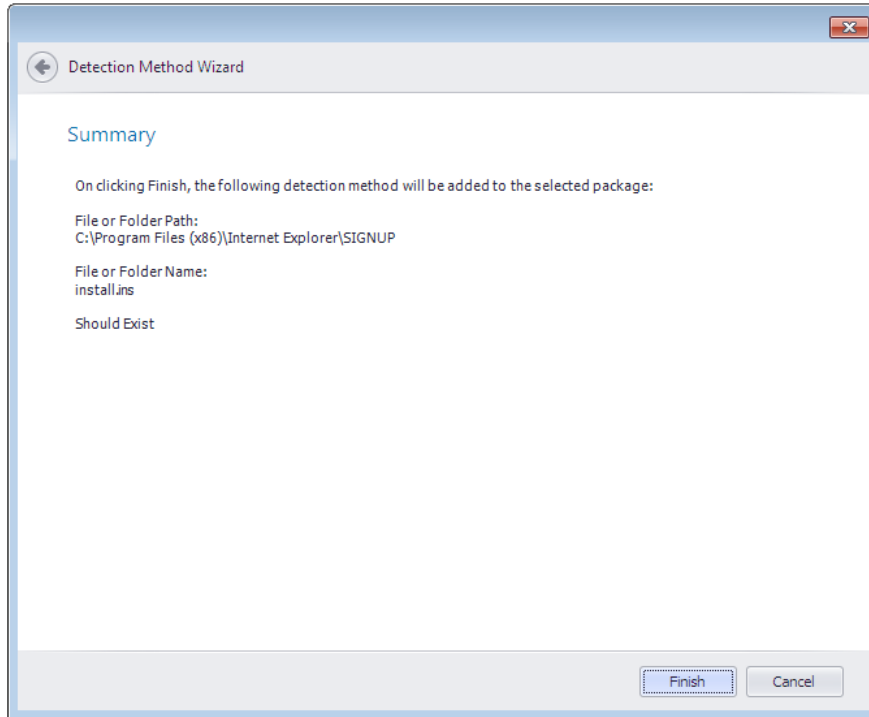 Detection Method Wizard
Summary
On clicking Finish, the following detection method will be added to the selected package:
File or Folder Path:
C:\Program Files (x86)\Internet Explorer\SIGNUP
File or Folder Name:
install.ins
Should Exist
Finish
Cancel